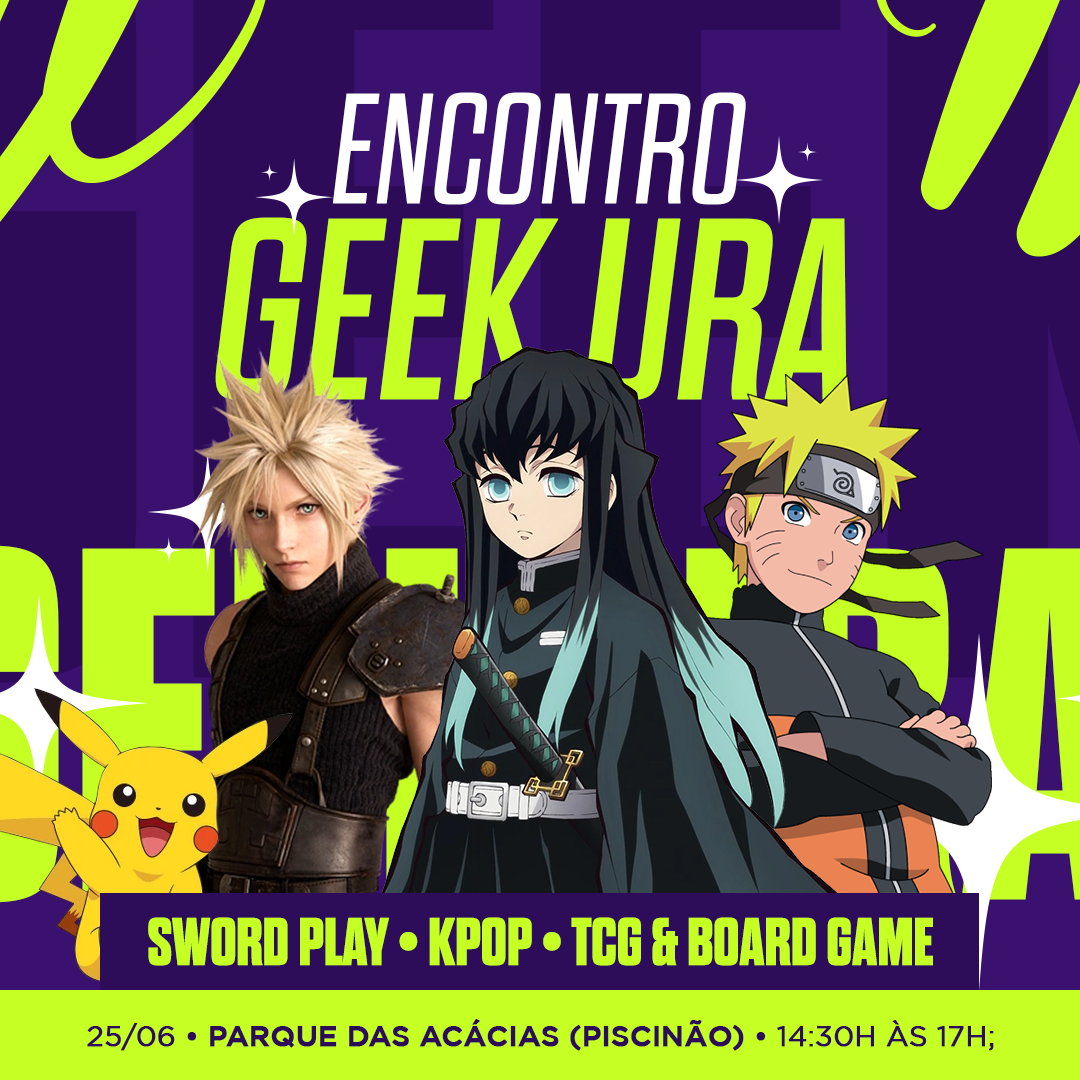 ENCONTRO
GEEK URA
SWORD PLAY • KPOP • TCG & BOARD GAME
25/06 • PARQUE DAS ACÁCIAS (PISCINÃO) • 14:30H ÀS 17H;